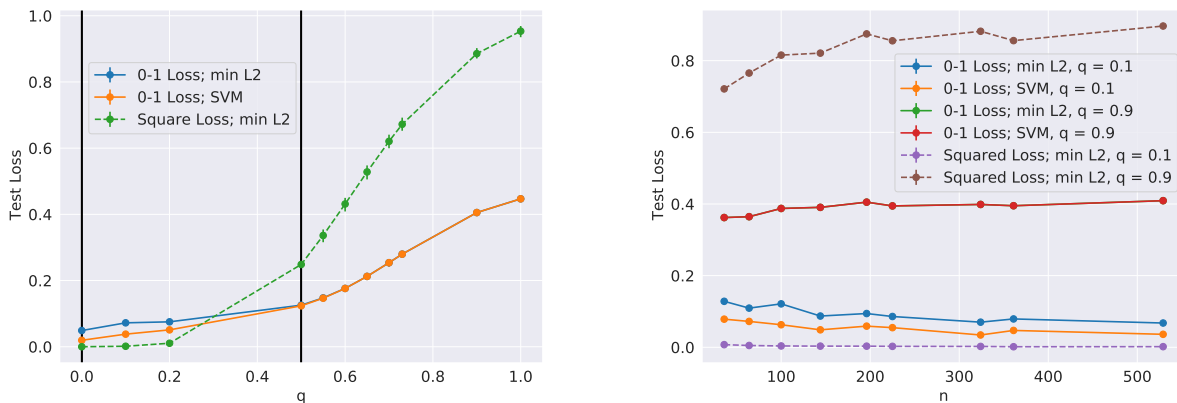 1.0
0.8
0.6
0.4
0.2
0.0
Test Loss
0-1 Loss; min L2
0-1 Loss; SVM
Square Loss; min L2
0.0 0.2 0.4 0.6 0.8 1.0
q
0.8
0.6
0.4
0.2
0.0
Test Loss
0-1 Loss; min L2, q = 0.1
0-1 Loss; SVM, q = 0.1
0-1 Loss; min L2, q = 0.9
0-1 Loss; SVM, q = 0.9
Squared Loss; min L2, q = 0.1
Squared Loss; min L2, q = 0.9
100 200 300 400 500
n